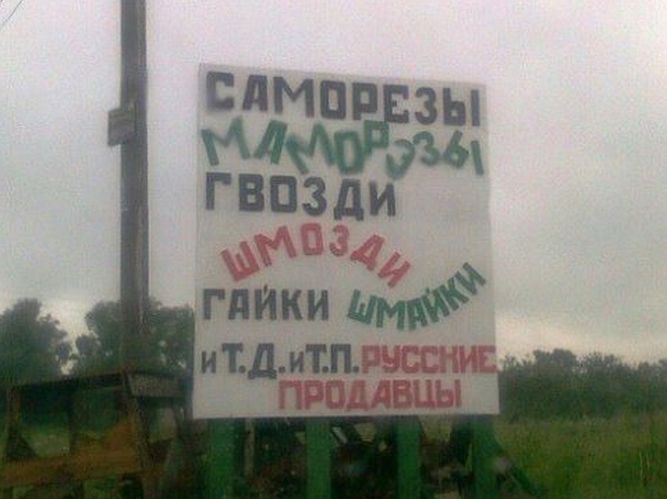 САМОРЕЗЫ
МАМОРЭЗЫ
ГВОЗДИ
ШМОЗДИ
ГАЙКИ ШМАЙКИ
и Т.Д. и Т.П. РУССКИЕ
ПРОДАВЦЫ